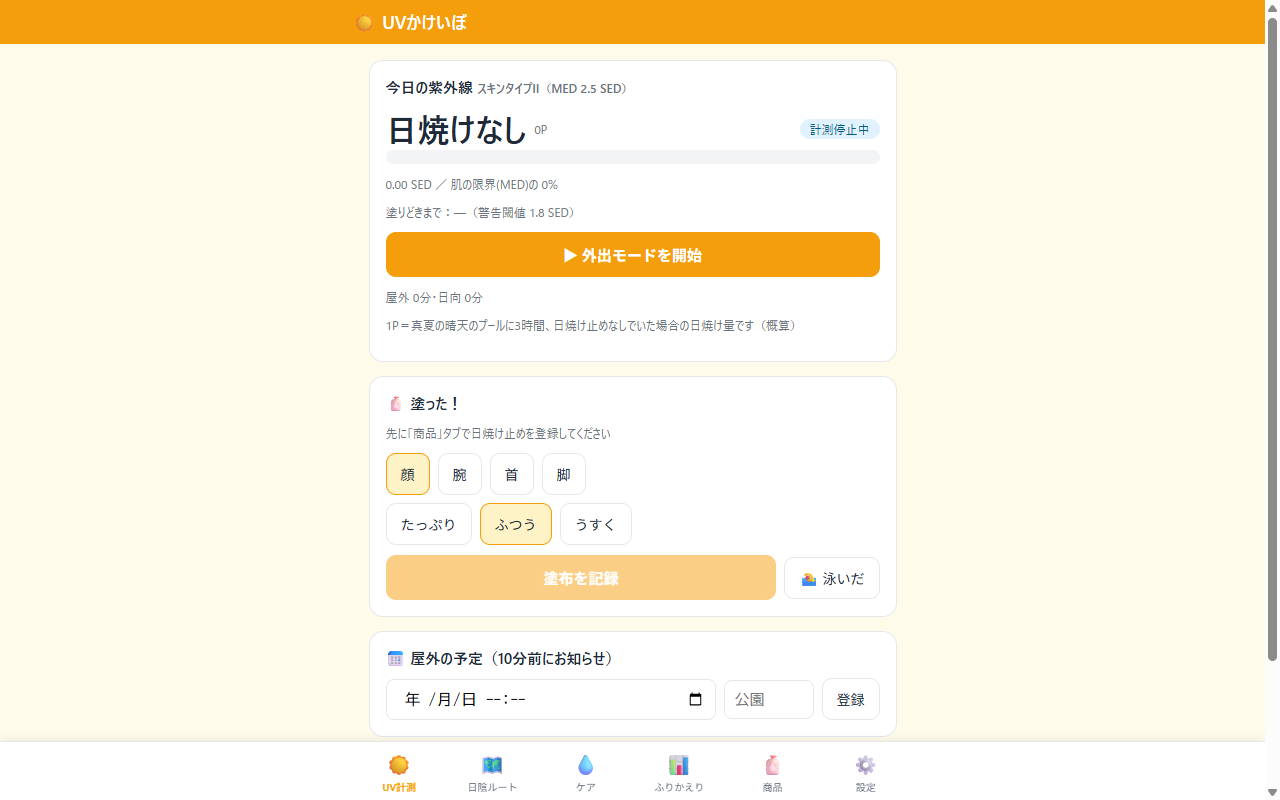 UVかけいぼ
今日の紫外線 スキンタイプII（MED 2.5 SED）
日焼けなし 0P
計測停止中
0.00 SED ／ 肌の限界(MED)の 0%
塗りどきまで：―（警告閾値 1.8 SED）
▶ 外出モードを開始
屋外 0分・日向 0分
1P＝真夏の晴天のプールに3時間、日焼け止めなしでいた場合の日焼け量です（概算）
塗った！
先に「商品」タブで日焼け止めを登録してください
顔 腕 首 脚
たっぷり ふつう うすく
塗布を記録 泳いだ
屋外の予定（10分前にお知らせ）
年 /月/日 --:-- 公園 登録
UV計測 日陰ルート ケア ふりかえり 商品 設定